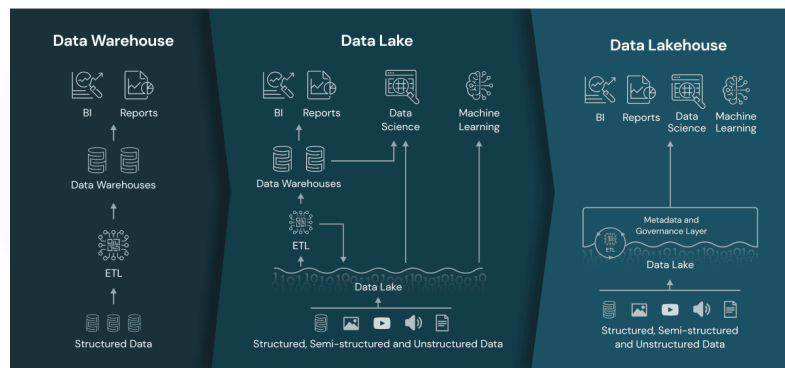 Data Warehouse
BI
Reports
Data Warehouses
ETL
Structured Data
Data Lake
BI
Reports
Data
Science
Machine
Learning
Data Warehouses
ETL
Data Lake
Structured, Semi-structured and Unstructured Data
Data Lakehouse
BI
Reports
Data
Science
Machine
Learning
Metadata and
Governance Layer
ETL
Data Lake
Structured, Semi-structured
and Unstructured Data